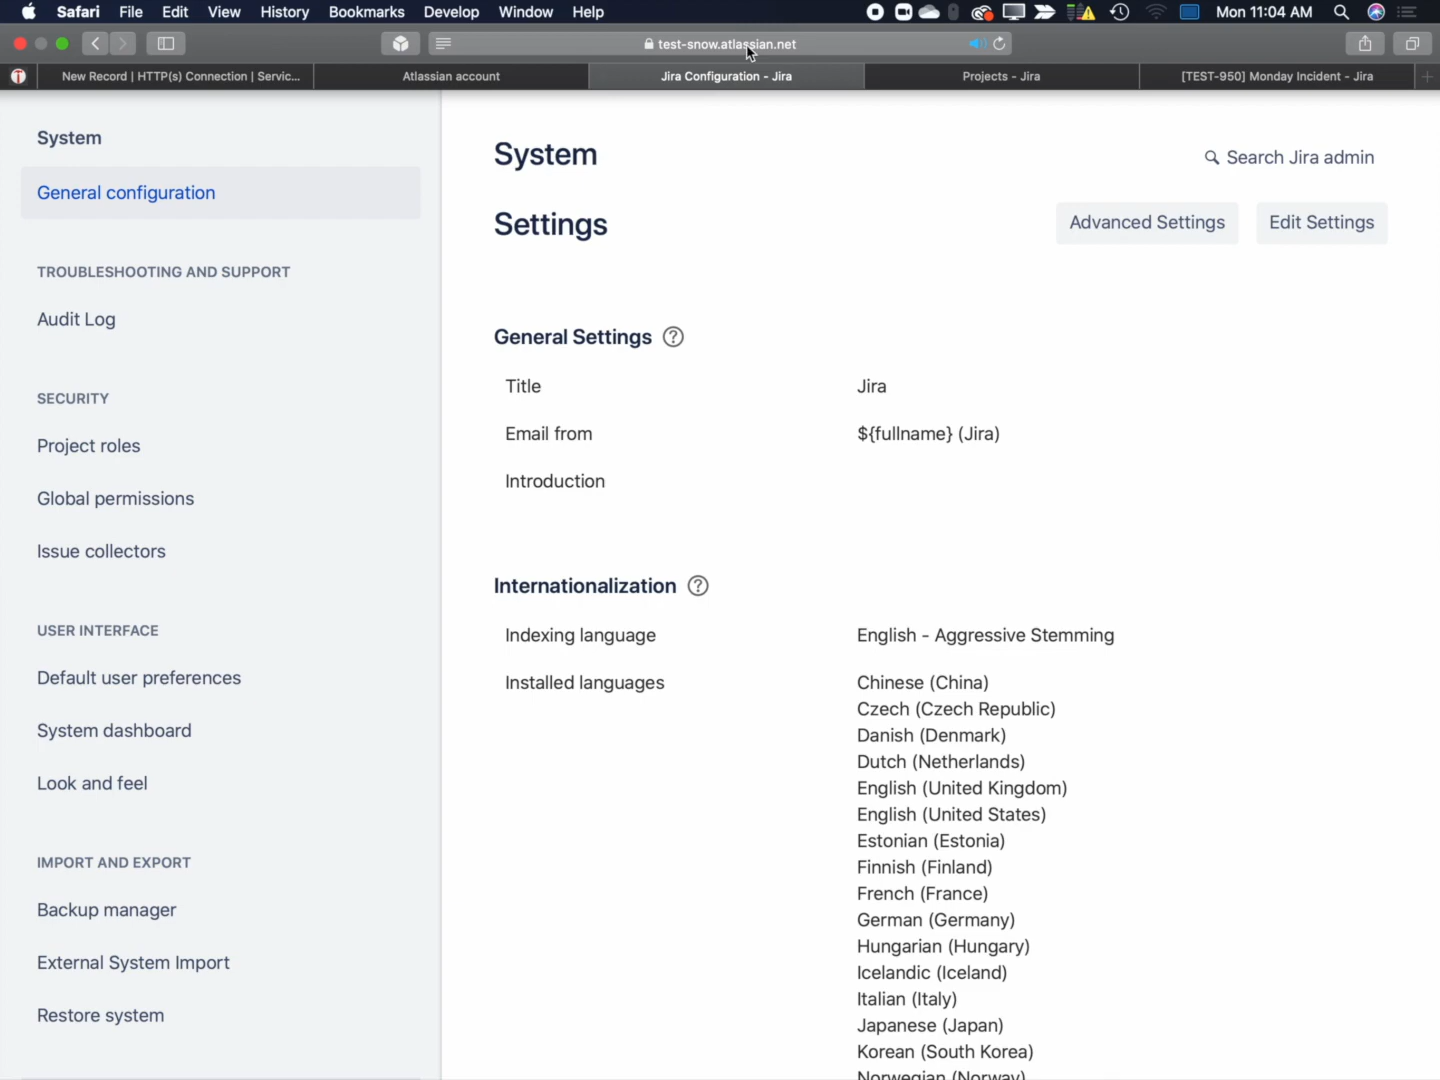 Safari File Edit View History Bookmarks Develop Window Help Mon 11:04 AM
test-snow.atlassian.net
New Record | HTTP(s) Connection | Servic... Atlassian account Jira Configuration - Jira Projects - Jira [TEST-950] Monday Incident - Jira
System
General configuration
TROUBLESHOOTING AND SUPPORT
Audit Log
SECURITY
Project roles
Global permissions
Issue collectors
USER INTERFACE
Default user preferences
System dashboard
Look and feel
IMPORT AND EXPORT
Backup manager
External System Import
Restore system
System
Search Jira admin
Settings
Advanced Settings
Edit Settings
General Settings
Title Jira
Email from ${fullname} (Jira)
Introduction
Internationalization
Indexing language English - Aggressive Stemming
Installed languages Chinese (China)
Czech (Czech Republic)
Danish (Denmark)
Dutch (Netherlands)
English (United Kingdom)
English (United States)
Estonian (Estonia)
Finnish (Finland)
French (France)
German (Germany)
Hungarian (Hungary)
Icelandic (Iceland)
Italian (Italy)
Japanese (Japan)
Korean (South Korea)
Norwegian (Norway)